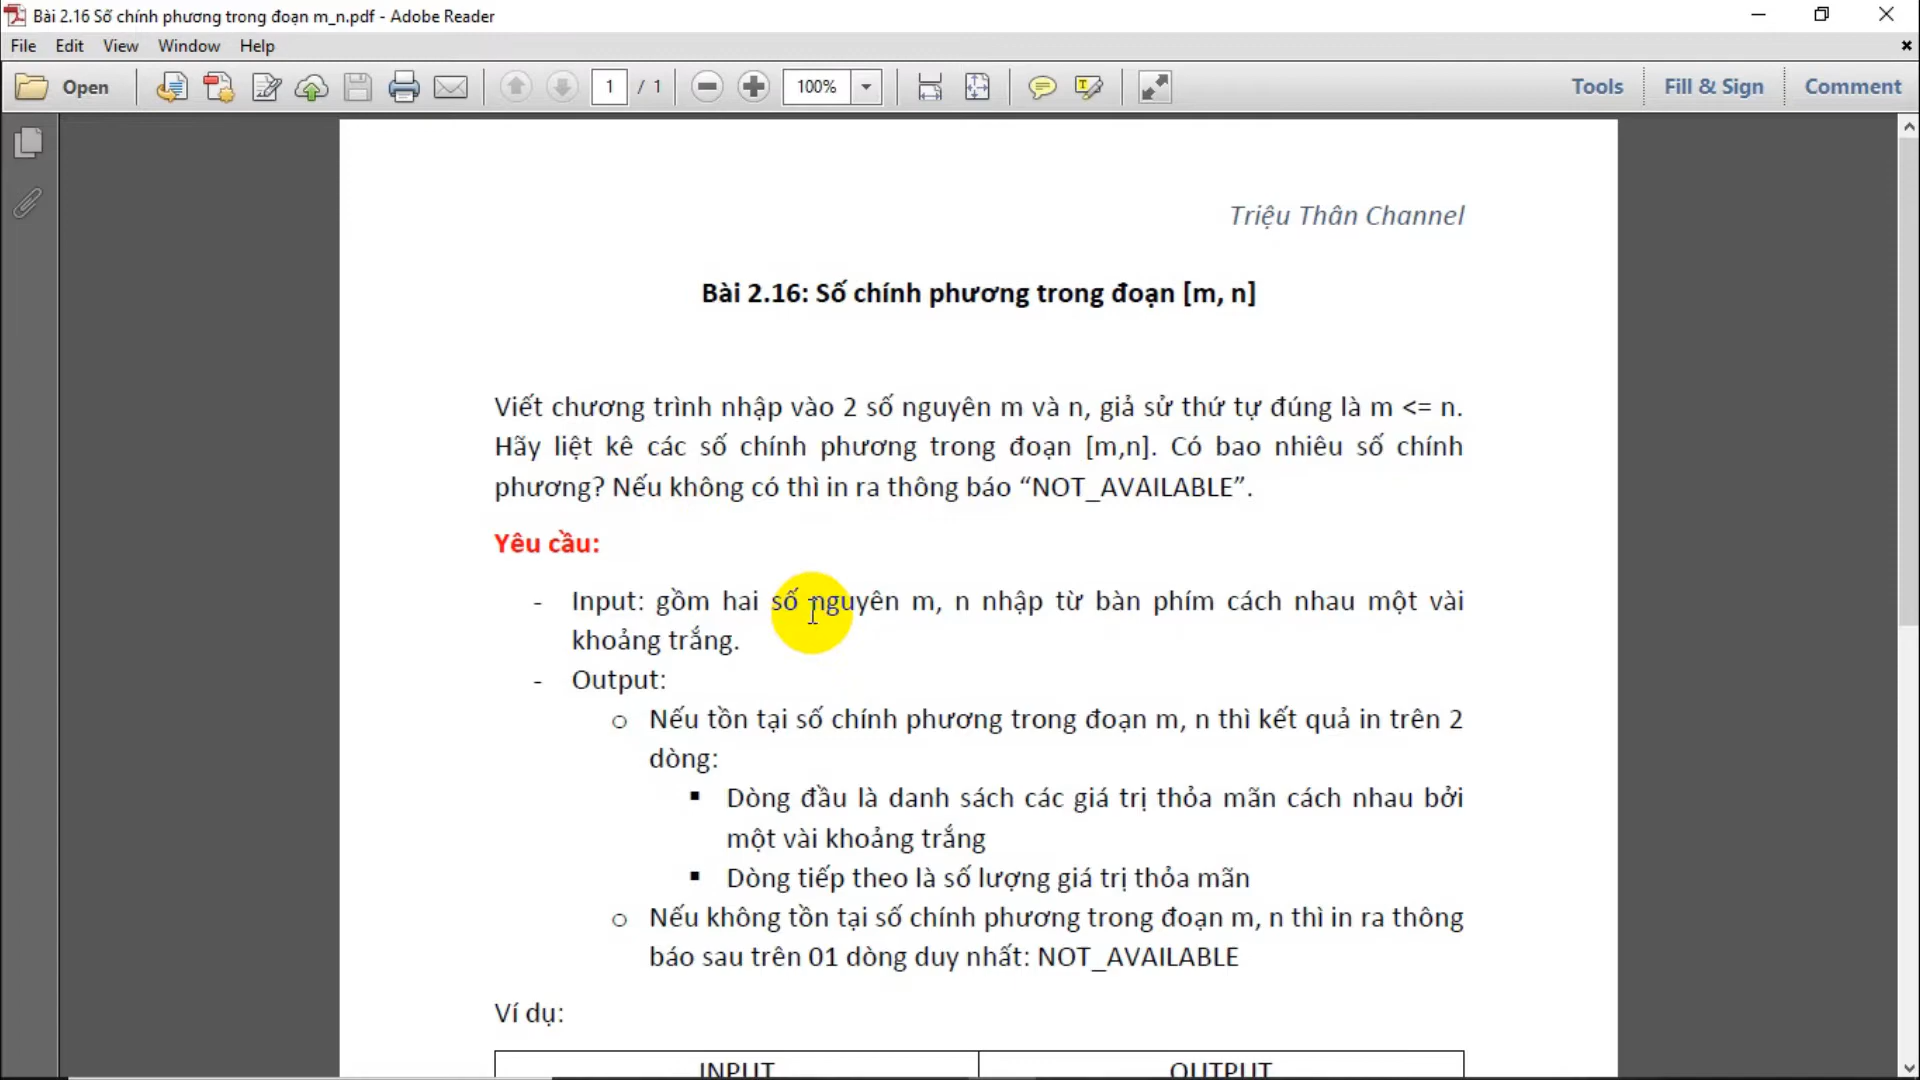 Bài 2.16 Số chính phương trong đoạn m_n.pdf - Adobe Reader
File Edit View Window Help
Open 1 / 1 100% Tools Fill & Sign Comment
Triệu Thân Channel
Bài 2.16: Số chính phương trong đoạn [m, n]
Viết chương trình nhập vào 2 số nguyên m và n, giả sử thứ tự đúng là m <= n.
Hãy liệt kê các số chính phương trong đoạn [m,n]. Có bao nhiêu số chính
phương? Nếu không có thì in ra thông báo “NOT_AVAILABLE”.
Yêu cầu:
- Input: gồm hai số nguyên m, n nhập từ bàn phím cách nhau một vài
khoảng trắng.
- Output:
o Nếu tồn tại số chính phương trong đoạn m, n thì kết quả in trên 2
dòng:
▪ Dòng đầu là danh sách các giá trị thỏa mãn cách nhau bởi
một vài khoảng trắng
▪ Dòng tiếp theo là số lượng giá trị thỏa mãn
o Nếu không tồn tại số chính phương trong đoạn m, n thì in ra thông
báo sau trên 01 dòng duy nhất: NOT_AVAILABLE
Ví dụ:
INPUT OUTPUT